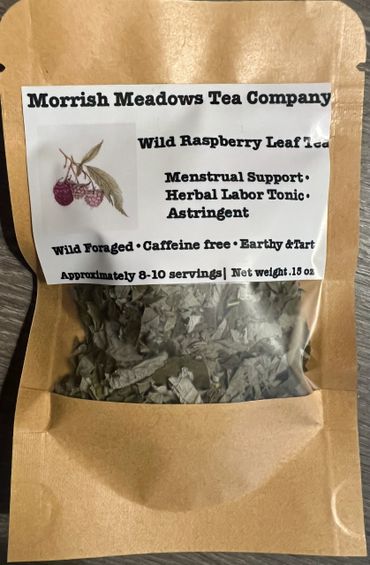 Morrish Meadows Tea Company
Wild Raspberry Leaf Tea
Menstrual Support •
Herbal Labor Tonic •
Astringent
Wild Foraged • Caffeine free • Earthy &Tart
Approximately 8-10 servings| Net weight .15 oz